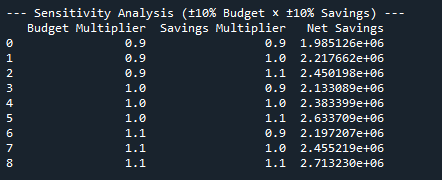 --- Sensitivity Analysis (±10% Budget x ±10% Savings) ---
Budget Multiplier Savings Multiplier Net Savings
0 0.9 0.9 1.985126e+06
1 0.9 1.0 2.217662e+06
2 0.9 1.1 2.450198e+06
3 1.0 0.9 2.133089e+06
4 1.0 1.0 2.383399e+06
5 1.0 1.1 2.633709e+06
6 1.1 0.9 2.197207e+06
7 1.1 1.0 2.455219e+06
8 1.1 1.1 2.713230e+06